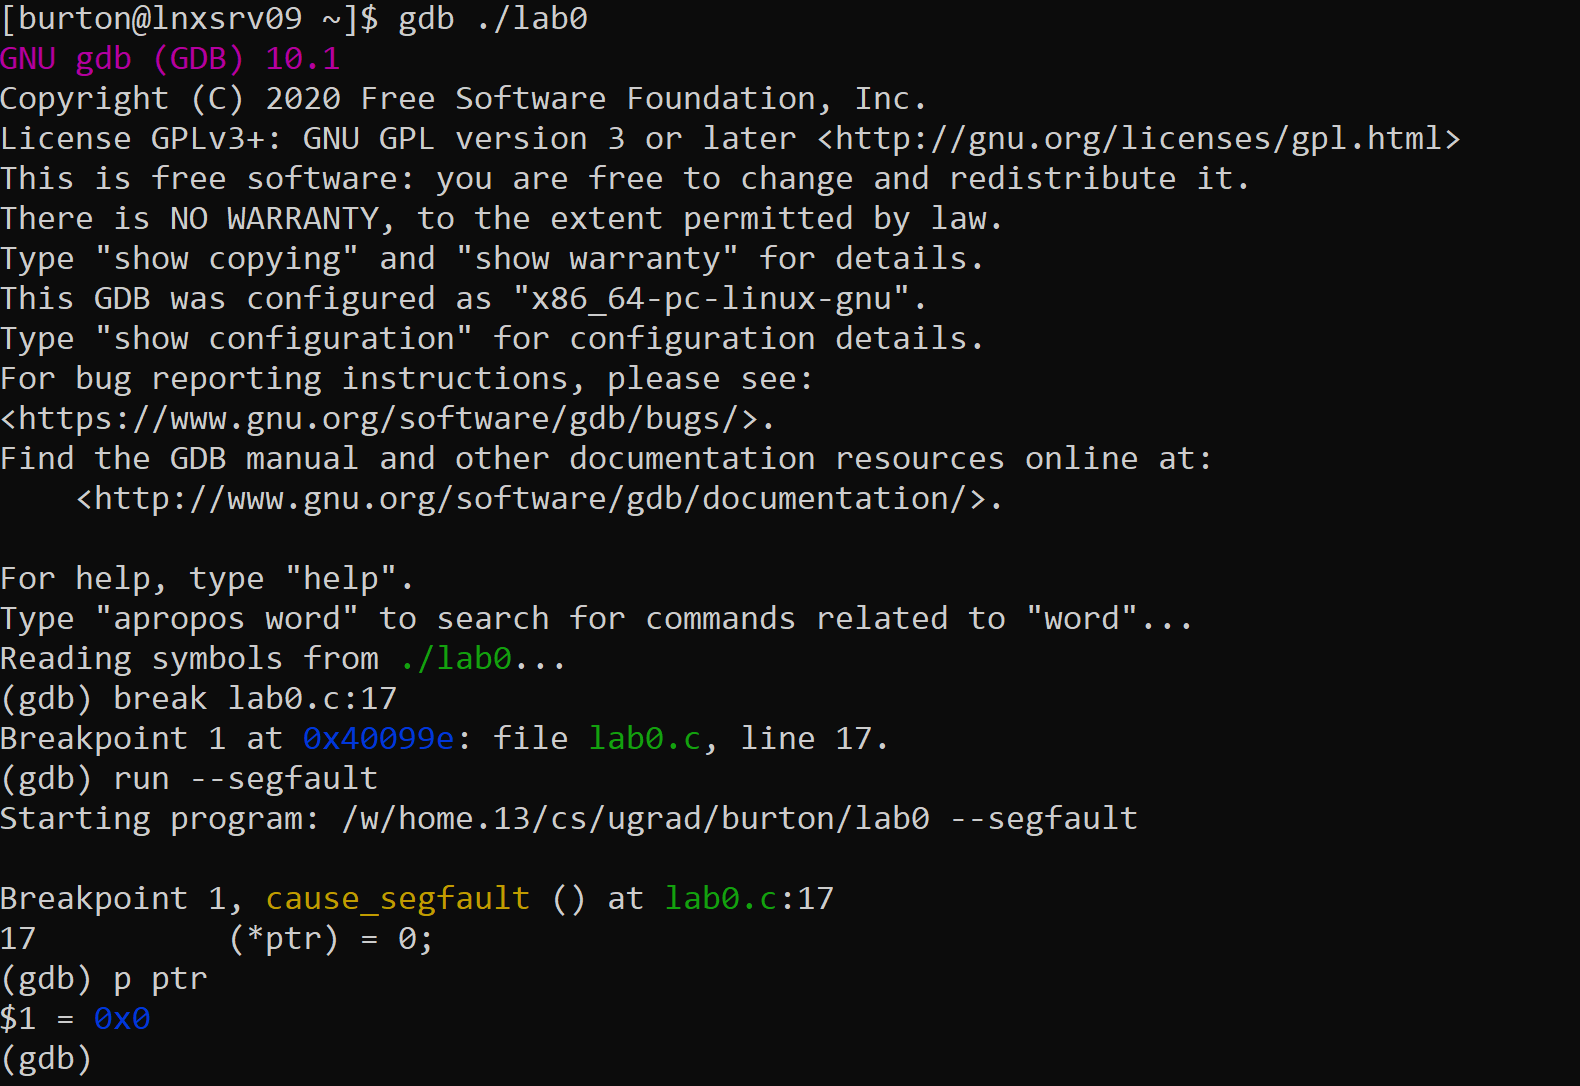 [burton@lnxsrv09 ~]$ gdb ./lab0
GNU gdb (GDB) 10.1
Copyright (C) 2020 Free Software Foundation, Inc.
License GPLv3+: GNU GPL version 3 or later <http://gnu.org/licenses/gpl.html>
This is free software: you are free to change and redistribute it.
There is NO WARRANTY, to the extent permitted by law.
Type "show copying" and "show warranty" for details.
This GDB was configured as "x86_64-pc-linux-gnu".
Type "show configuration" for configuration details.
For bug reporting instructions, please see:
<https://www.gnu.org/software/gdb/bugs/>.
Find the GDB manual and other documentation resources online at:
    <http://www.gnu.org/software/gdb/documentation/>.

For help, type "help".
Type "apropos word" to search for commands related to "word"...
Reading symbols from ./lab0...
(gdb) break lab0.c:17
Breakpoint 1 at 0x40099e: file lab0.c, line 17.
(gdb) run --segfault
Starting program: /w/home.13/cs/ugrad/burton/lab0 --segfault

Breakpoint 1, cause_segfault () at lab0.c:17
17          (*ptr) = 0;
(gdb) p ptr
$1 = 0x0
(gdb)